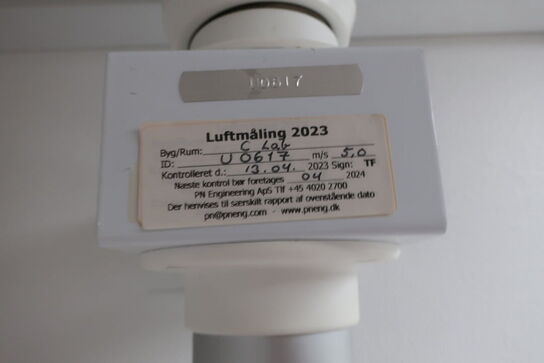 U0617
Luftmåling 2023
Byg/Rum: C Lab
ID: U0617 m/s 5,0
Kontrolleret d.: 13.04. 2023 Sign: TF
Næste kontrol bør foretages 04 2024
PN Engineering ApS Tlf +45 4020 2700
Der henvises til særskilt rapport af ovenstående dato
pn@pneng.com - www.pneng.dk